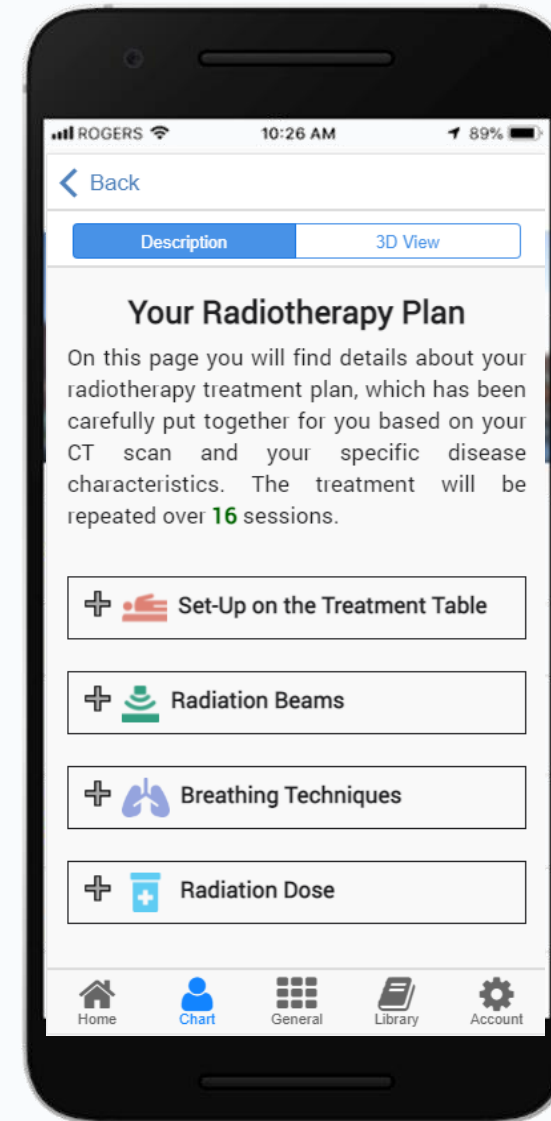 ROGERS 10:26 AM 89%
Back
Description 3D View
Your Radiotherapy Plan
On this page you will find details about your
radiotherapy treatment plan, which has been
carefully put together for you based on your
CT scan and your specific disease
characteristics. The treatment will be
repeated over 16 sessions.
Set-Up on the Treatment Table
Radiation Beams
Breathing Techniques
Radiation Dose
Home Chart General Library Account